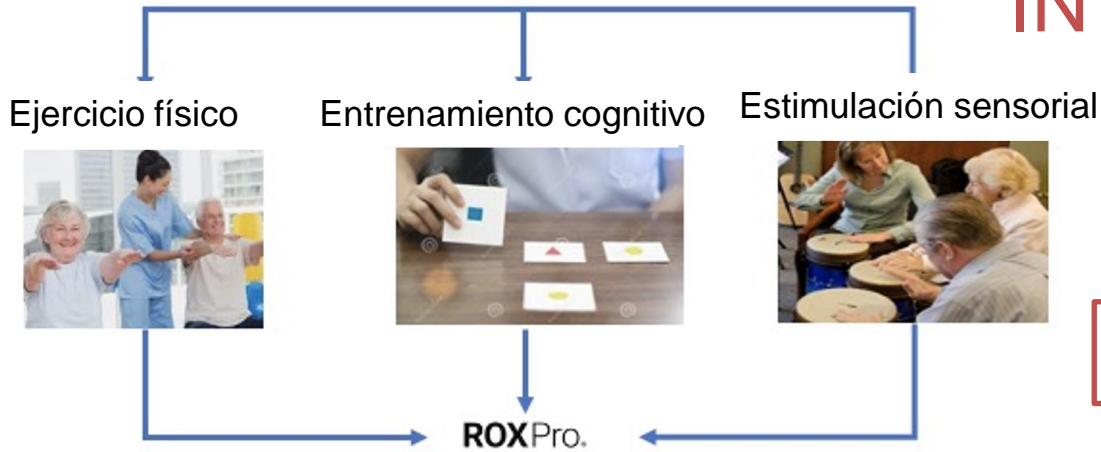 IN
Ejercicio físico
Entrenamiento cognitivo
Estimulación sensorial
ROXPro.